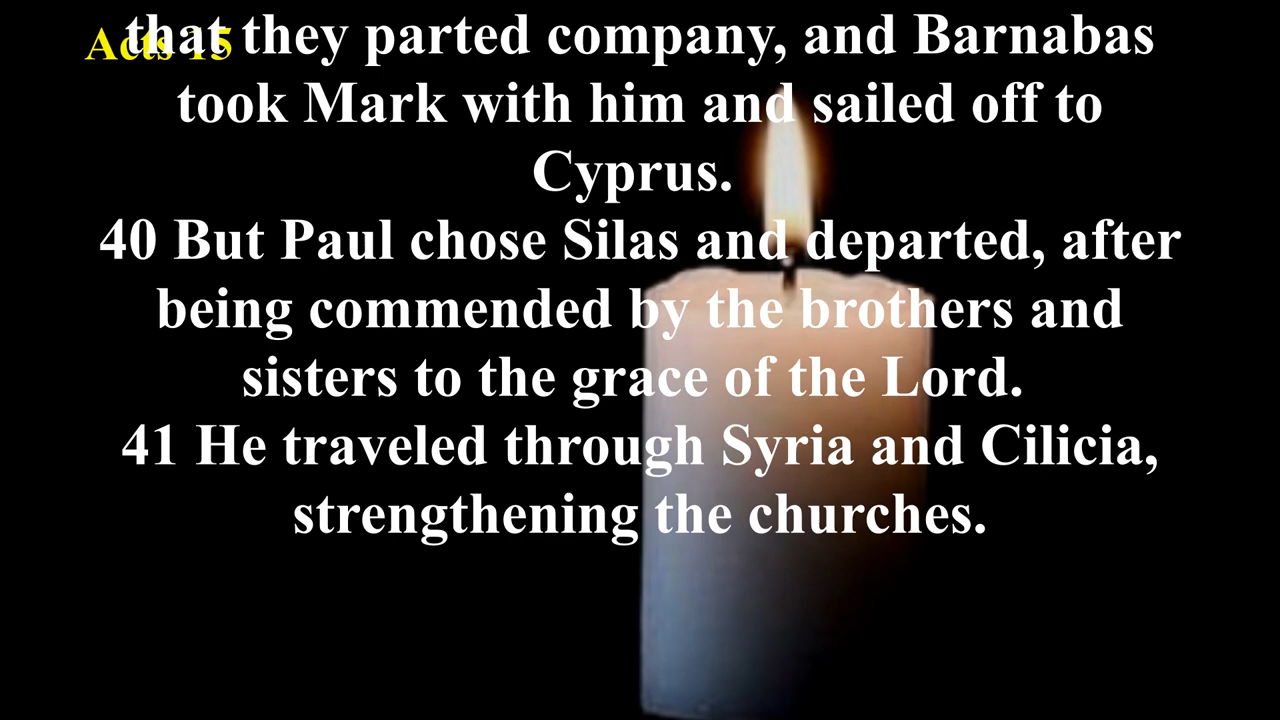 Acts 15
that they parted company, and Barnabas
took Mark with him and sailed off to
Cyprus.
40 But Paul chose Silas and departed, after
being commended by the brothers and
sisters to the grace of the Lord.
41 He traveled through Syria and Cilicia,
strengthening the churches.